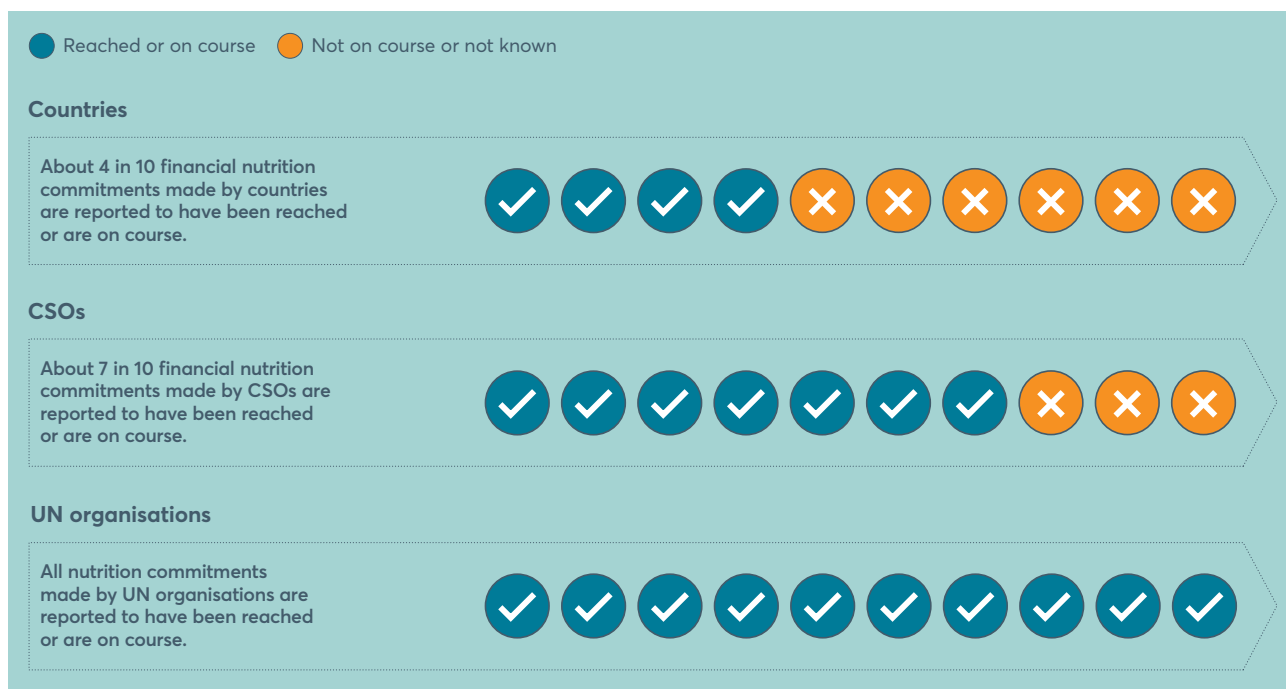 Reached or on course
Not on course or not known
Countries
About 4 in 10 financial nutrition
commitments made by countries
are reported to have been reached
or are on course.
CSOs
About 7 in 10 financial nutrition
commitments made by CSOs are
reported to have been reached
or are on course.
UN organisations
All nutrition commitments
made by UN organisations are
reported to have been reached
or are on course.